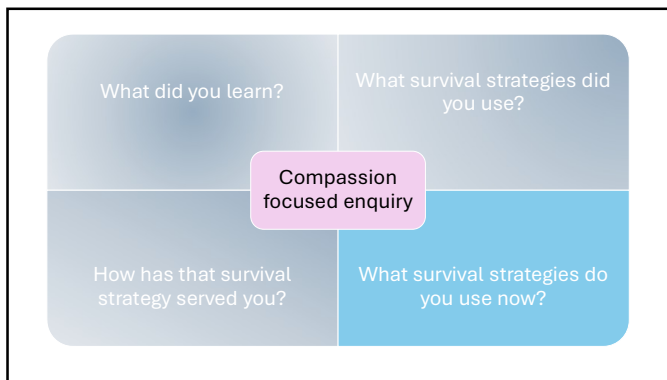 What did you learn?
What survival strategies did
you use?
Compassion
focused enquiry
How has that survival
strategy served you?
What survival strategies do
you use now?